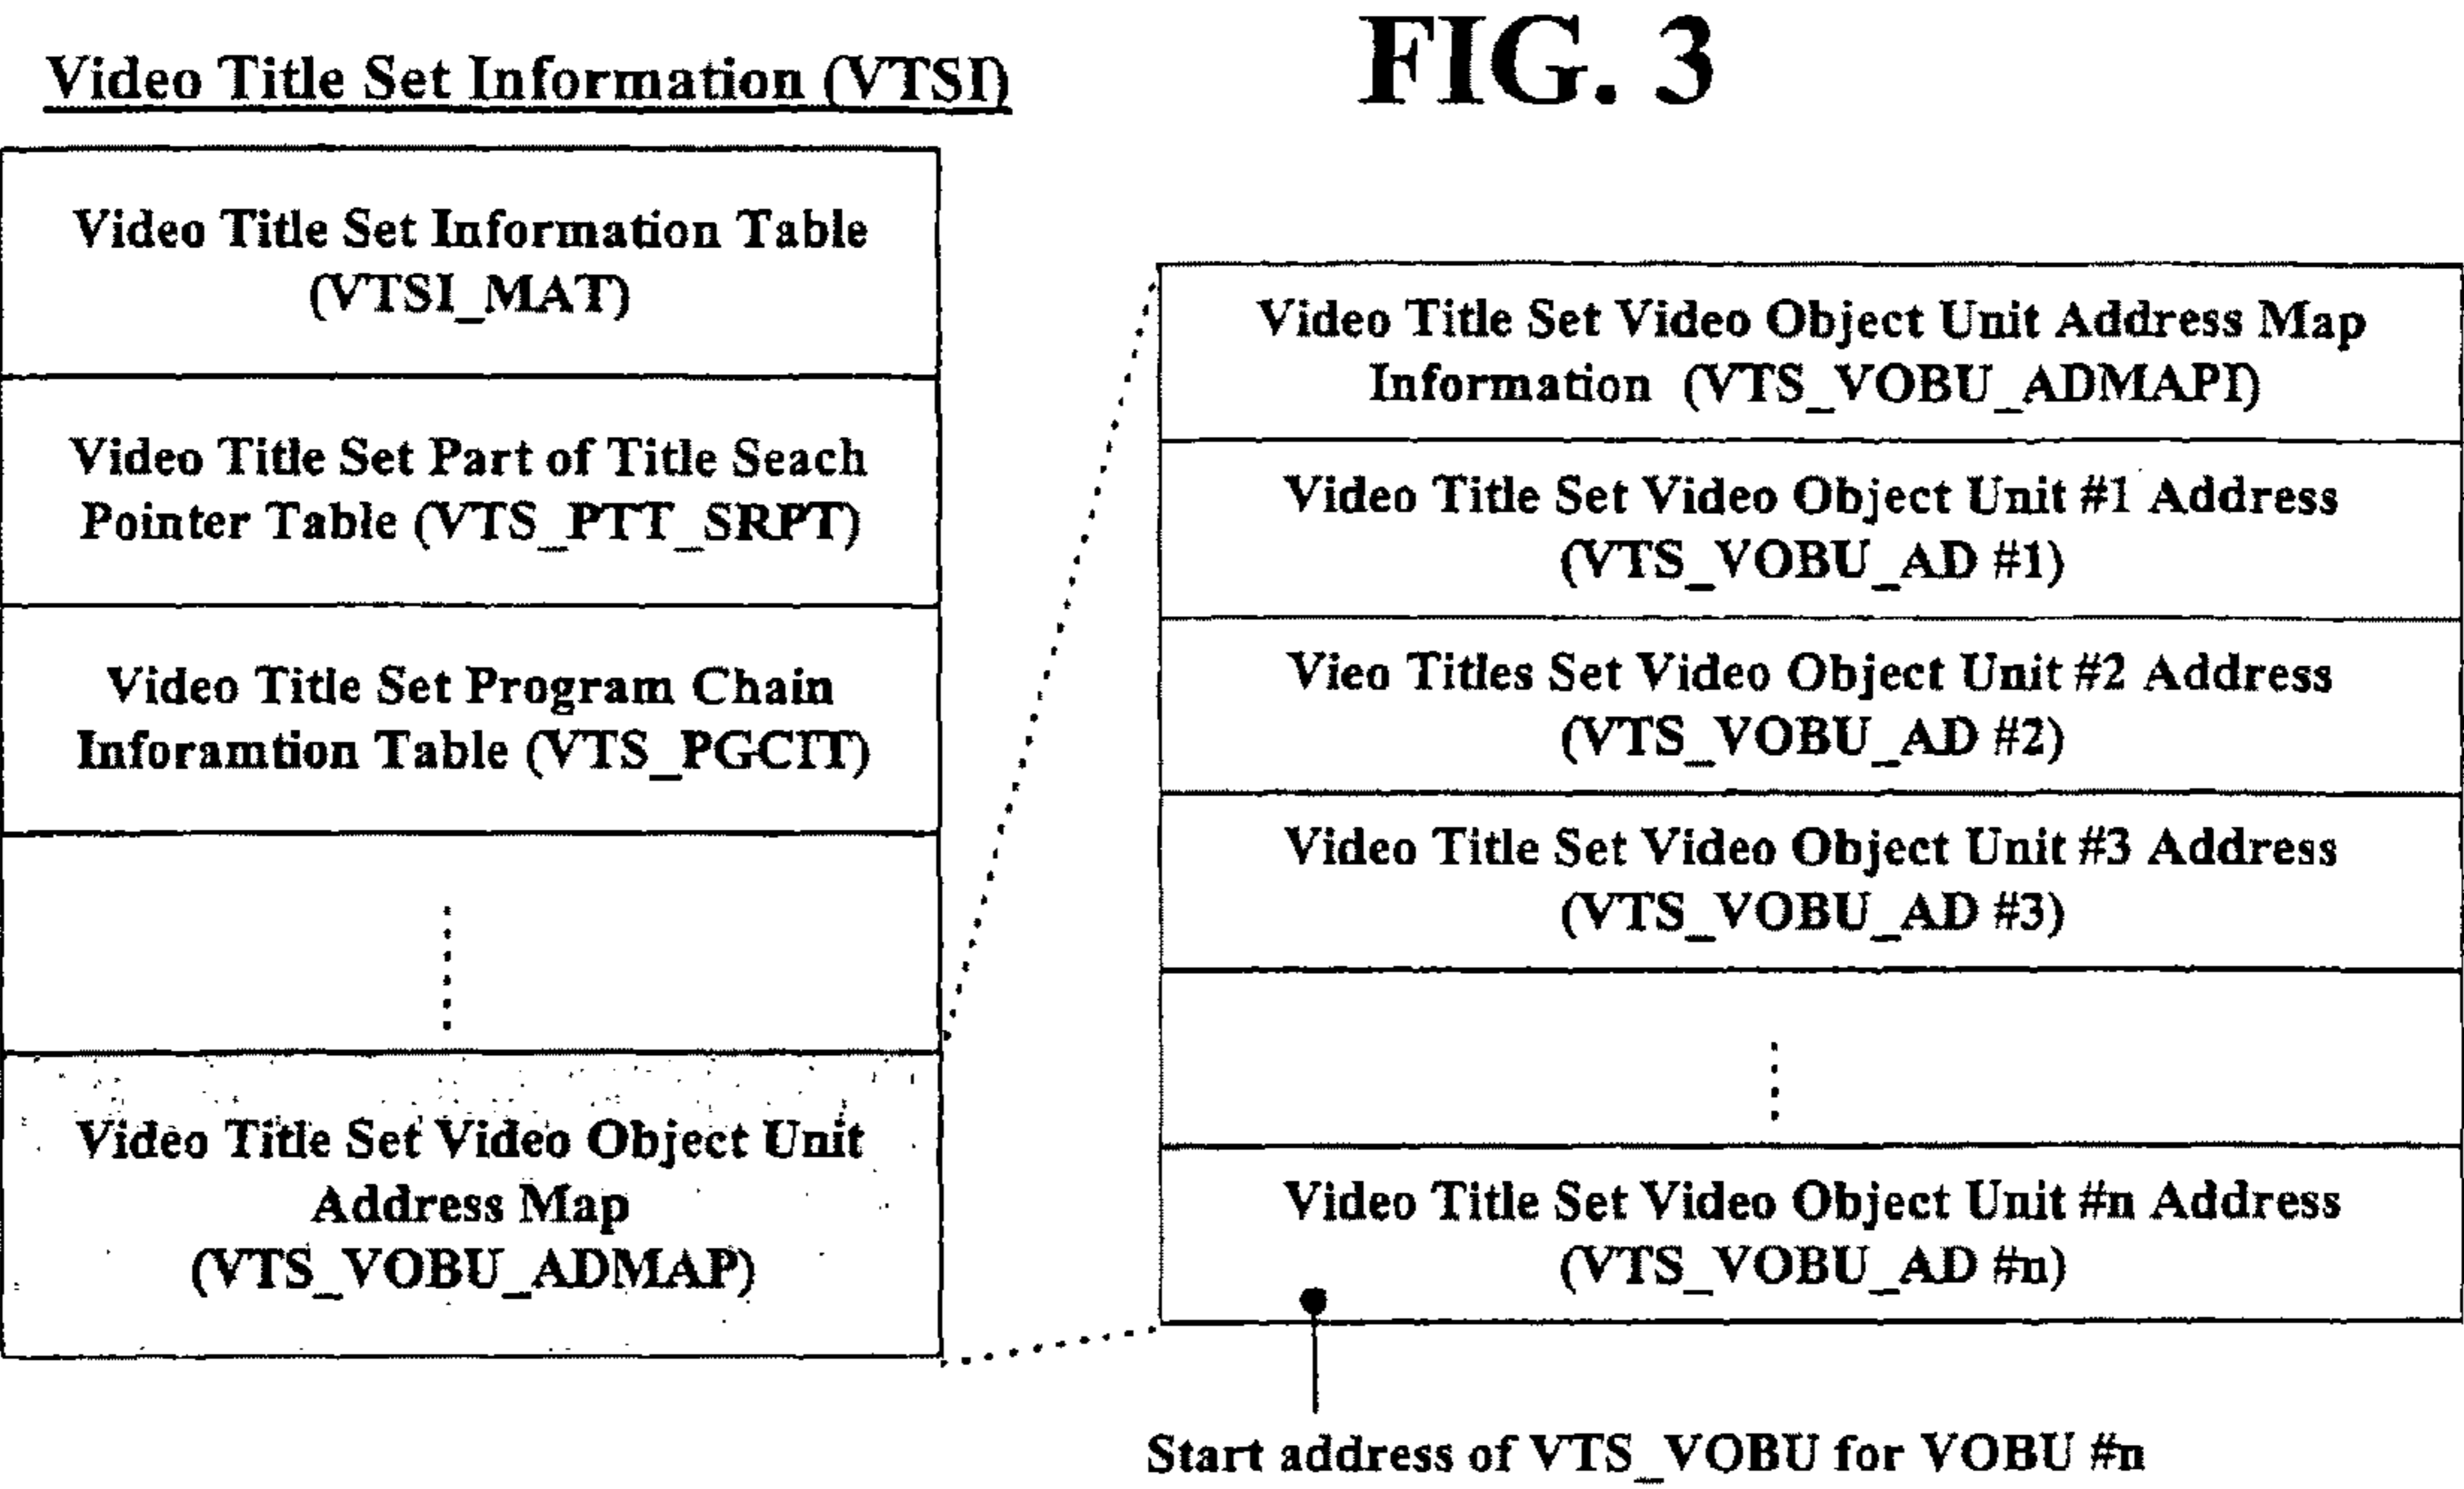 FIG. 3
Video Title Set Information (VTSI)
Video Title Set Information Table
(VTSI_MAT)
Video Title Set Part of Title Seach
Pointer Table (VTS_PTT_SRPT)
Video Title Set Program Chain
Inforamtion Table (VTS_PGCIT)
Video Title Set Video Object Unit
Address Map
(VTS_VOBU_ADMAP)
Video Title Set Video Object Unit Address Map
Information (VTS_VOBU_ADMAPI)
Video Title Set Video Object Unit #1 Address
(VTS_VOBU_AD #1)
Vieo Titles Set Video Object Unit #2 Address
(VTS_VOBU_AD #2)
Video Title Set Video Object Unit #3 Address
(VTS_VOBU_AD #3)
Video Title Set Video Object Unit #n Address
(VTS_VOBU_AD #n)
Start address of VTS_VOBU for VOBU #n